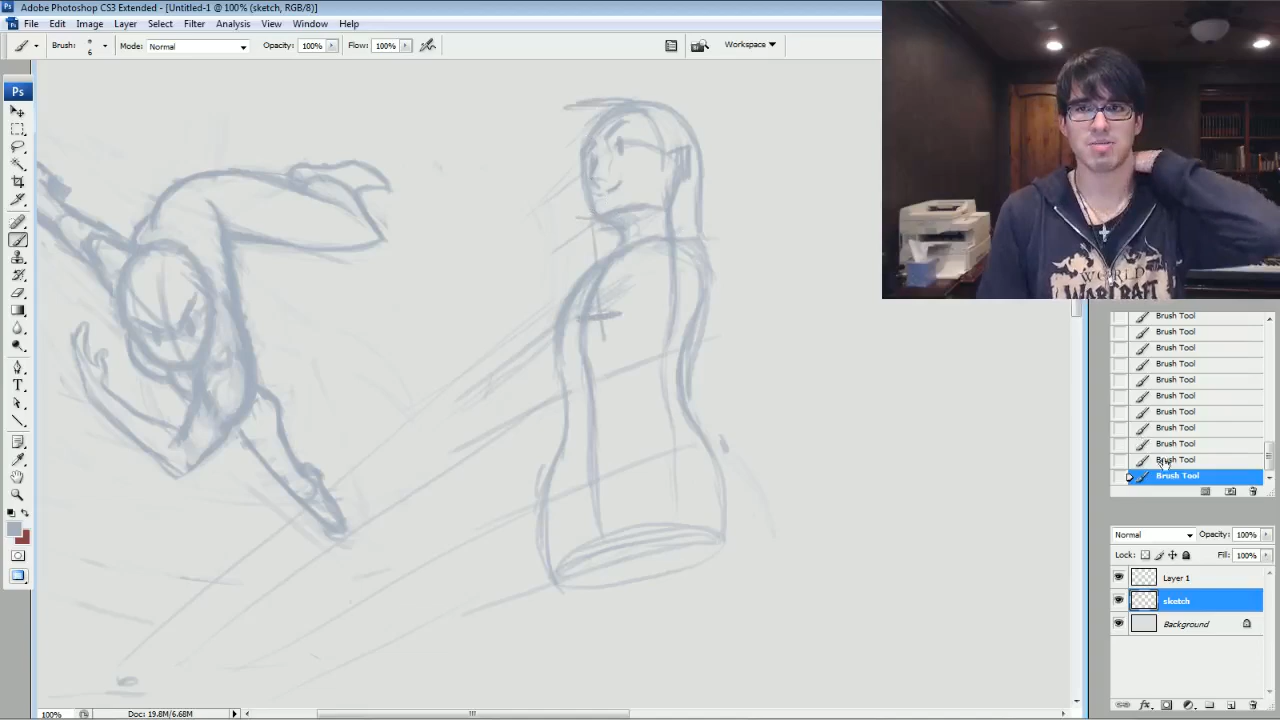 Adobe Photoshop CS3 Extended - [Untitled-1 @ 100% (sketch, RGB/8)]
File Edit Image Layer Select Filter Analysis View Window Help
Brush: 6 Mode: Normal Opacity: 100% Flow: 100% Workspace
Ps
T
WORLD
WARCRAFT
Brush Tool
Brush Tool
Brush Tool
Brush Tool
Brush Tool
Brush Tool
Brush Tool
Brush Tool
Brush Tool
Brush Tool
Brush Tool
Normal Opacity: 100%
Lock: Fill: 100%
Layer 1
sketch
Background
100% Doc: 19.8M/6.68M